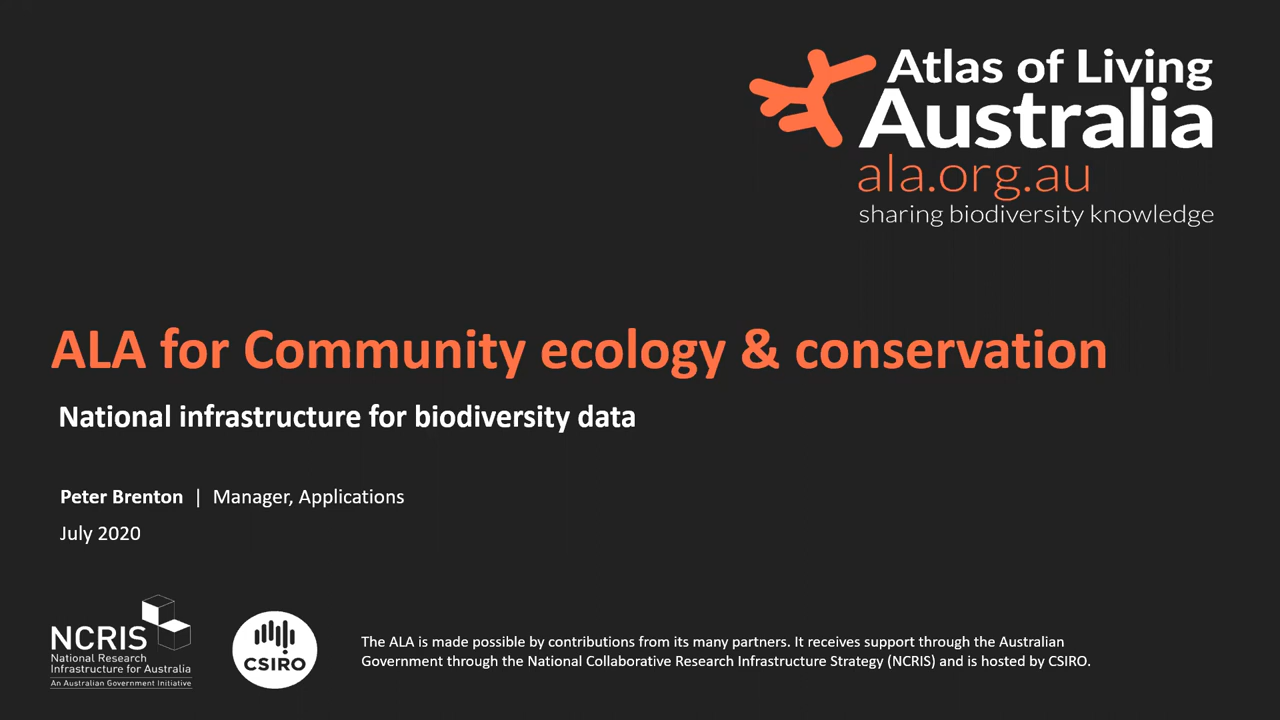 Atlas of Living
Australia
ala.org.au
sharing biodiversity knowledge
ALA for Community ecology & conservation
National infrastructure for biodiversity data
Peter Brenton | Manager, Applications
July 2020
NCRIS
National Research
Infrastructure for Australia
An Australian Government Initiative
CSIRO
The ALA is made possible by contributions from its many partners. It receives support through the Australian
Government through the National Collaborative Research Infrastructure Strategy (NCRIS) and is hosted by CSIRO.